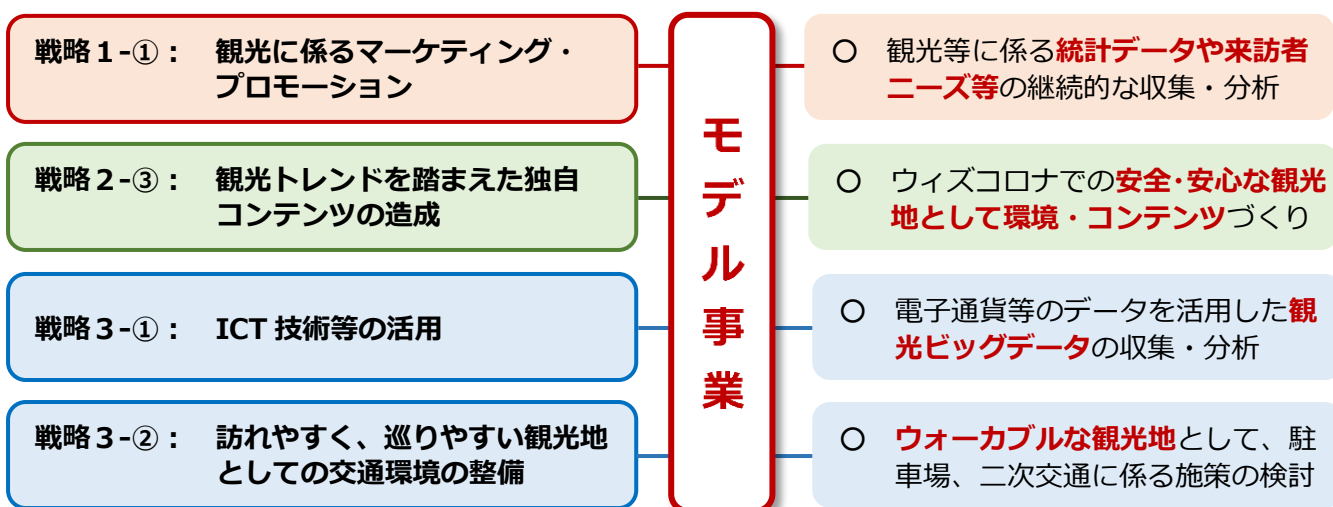 戦略１-①： 観光に係るマーケティング・
プロモーション
戦略２-③： 観光トレンドを踏まえた独自
コンテンツの造成
戦略３-①： ICT 技術等の活用
戦略３-②： 訪れやすく、巡りやすい観光地
としての交通環境の整備
モデル事業
○ 観光等に係る統計データや来訪者
ニーズ等の継続的な収集・分析
○ ウィズコロナでの安全･安心な観光
地として環境・コンテンツづくり
○ 電子通貨等のデータを活用した観
光ビッグデータの収集・分析
○ ウォーカブルな観光地として、駐
車場、二次交通に係る施策の検討